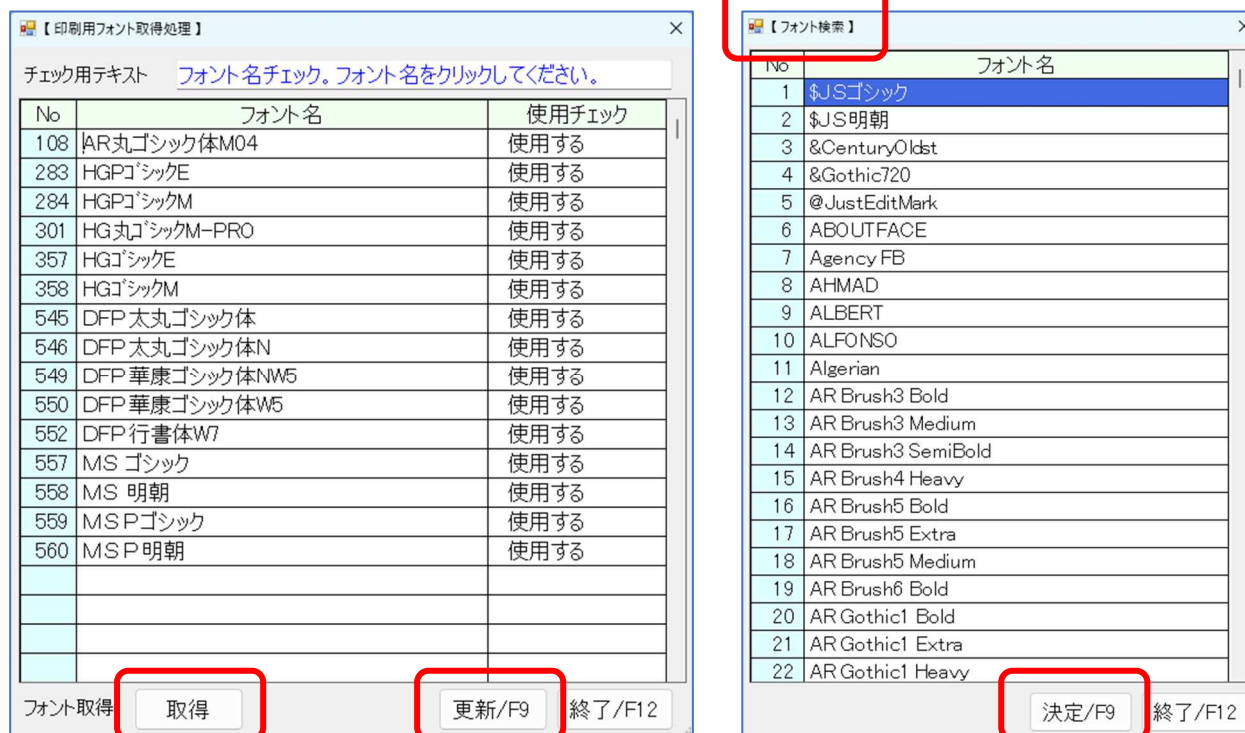 【 印刷用フォント取得処理 】
チェック用テキスト フォント名チェック。フォント名をクリックしてください。
No フォント名 使用チェック
108 AR丸ゴシック体M04 使用する
283 HGPｺﾞｼｯｸE 使用する
284 HGPｺﾞｼｯｸM 使用する
301 HG丸ｺﾞｼｯｸM-PRO 使用する
357 HGｺﾞｼｯｸE 使用する
358 HGｺﾞｼｯｸM 使用する
545 DFP太丸ゴシック体 使用する
546 DFP太丸ゴシック体N 使用する
549 DFP華康ゴシック体NW5 使用する
550 DFP華康ゴシック体W5 使用する
552 DFP行書体W7 使用する
557 ＭＳ ゴシック 使用する
558 ＭＳ 明朝 使用する
559 ＭＳ Ｐゴシック 使用する
560 ＭＳ Ｐ明朝 使用する
フォント取得 取得 更新/F9 終了/F12
【 フォント検索 】
No フォント名
1 $ＪＳゴシック
2 $ＪＳ明朝
3 &CenturyOldst
4 &Gothic720
5 @JustEditMark
6 ABOUTFACE
7 Agency FB
8 AHMAD
9 ALBERT
10 ALFONSO
11 Algerian
12 AR Brush3 Bold
13 AR Brush3 Medium
14 AR Brush3 SemiBold
15 AR Brush4 Heavy
16 AR Brush5 Bold
17 AR Brush5 Extra
18 AR Brush5 Medium
19 AR Brush6 Bold
20 AR Gothic1 Bold
21 AR Gothic1 Extra
22 AR Gothic1 Heavy
決定/F9 終了/F12